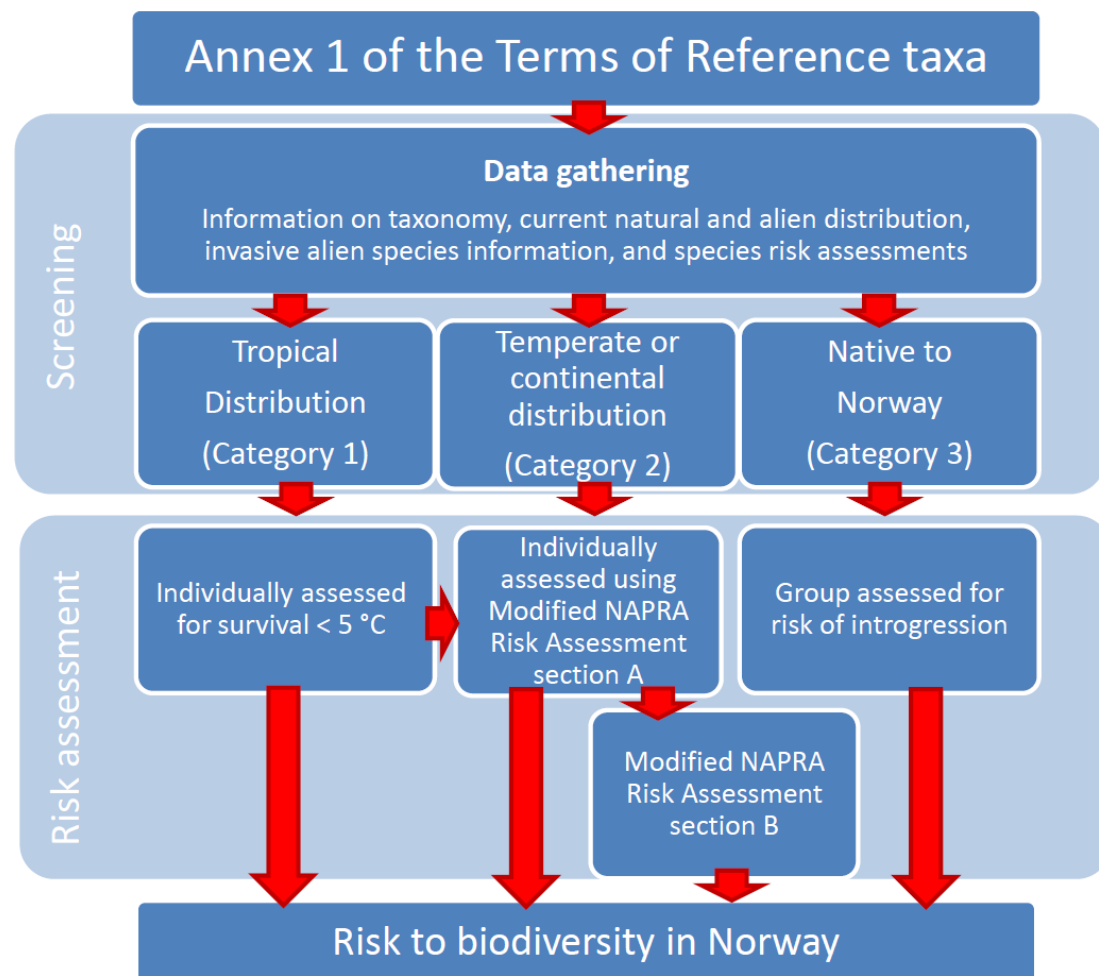 Annex 1 of the Terms of Reference taxa
Screening
Data gathering
Information on taxonomy, current natural and alien distribution,
invasive alien species information, and species risk assessments
Tropical
Distribution
(Category 1)
Temperate or
continental
distribution
(Category 2)
Native to
Norway
(Category 3)
Risk assessment
Individually assessed
for survival < 5 °C
Individually
assessed using
Modified NAPRA
Risk Assessment
section A
Group assessed for
risk of introgression
Modified NAPRA
Risk Assessment
section B
Risk to biodiversity in Norway